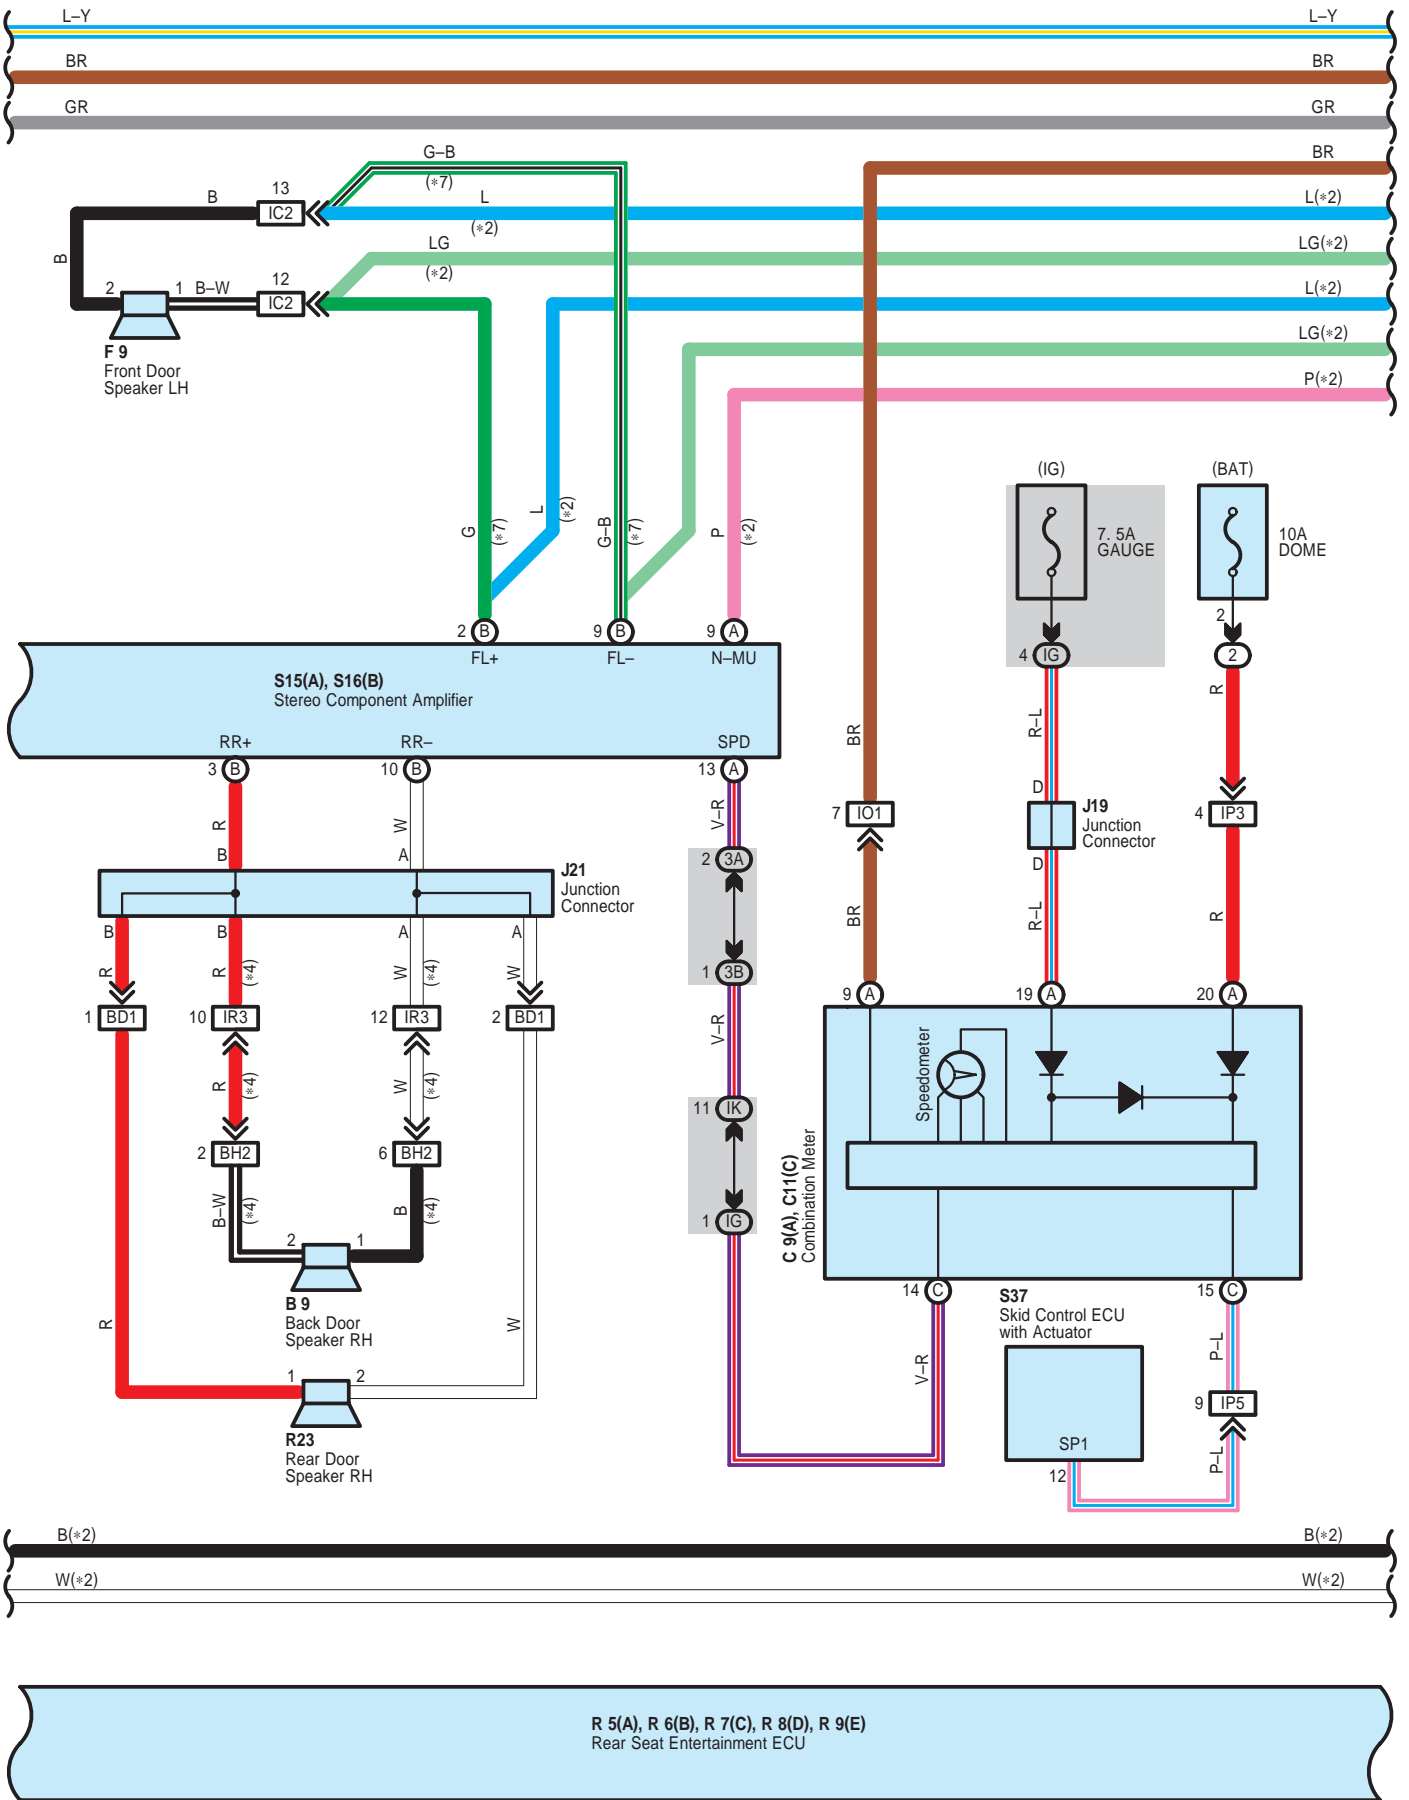 L–Y L–Y
BR BR
GR GR
G–B BR
(*7)
B 13 IC2 L L(*2)
(*2)
LG LG(*2)
(*2)
B
2 1 B–W 12 IC2 L(*2)
F 9
Front Door
Speaker LH
LG(*2)
P(*2)
(IG) (BAT)
7. 5A
GAUGE
10A
DOME
G (*7) L (*2) G–B (*7) P (*2)
2
2 B 9 B 9 A
4 IG 2
FL+ FL– N–MU
S15(A), S16(B)
Stereo Component Amplifier
RR+ RR– SPD
3 B 10 B 13 A
R–L R
BR
R W V–R
B A
D
7 IO1
J19
Junction
Connector
4 IP3
D
2 3A
J21
Junction
Connector
BR R–L R
B B A A
R R (*4) W (*4) W
1 3B
9 A 19 A 20 A
1 BD1 10 IR3 12 IR3 2 BD1
V–R
R (*4) W (*4)
Speedometer
11 IK
2 BH2 6 BH2
B–W (*4) B (*4)
1 IG
C 9(A), C11(C)
Combination Meter
2 1
B 9
Back Door
Speaker RH
R W
14 C 15 C
S37
Skid Control ECU
with Actuator
V–R P–L
1 2
9 IP5
R23
Rear Door
Speaker RH
SP1
12
P–L
B(*2) B(*2)
W(*2) W(*2)
R 5(A), R 6(B), R 7(C), R 8(D), R 9(E)
Rear Seat Entertainment ECU